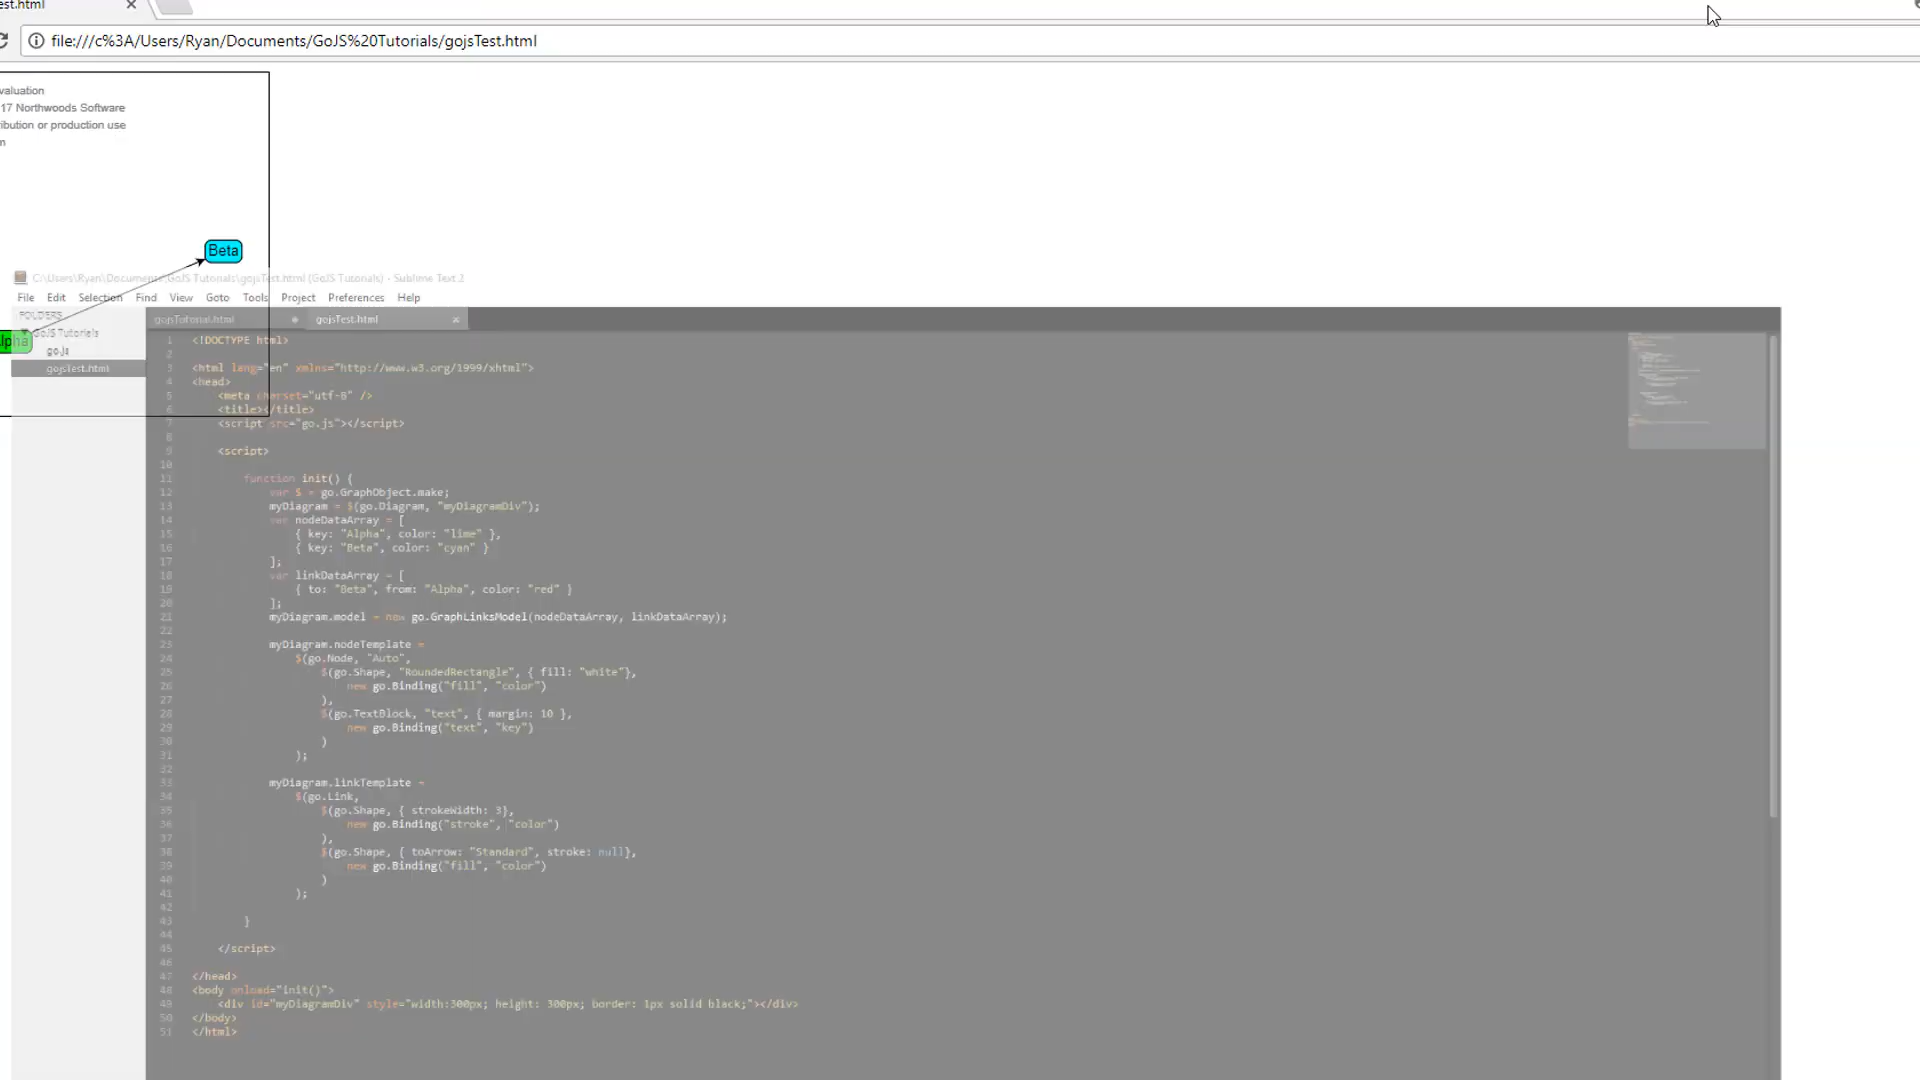 est.html
file:///c%3A/Users/Ryan/Documents/GoJS%20Tutorials/gojsTest.html
valuation
17 Northwoods Software
ibution or production use
m
Beta
C:\Users\Ryan\Documents\GoJS Tutorials\gojsTest.html (GoJS Tutorials) - Sublime Text 2
File Edit Selection Find View Goto Tools Project Preferences Help
FOLDERS
GoJS Tutorials
go.js
gojsTest.html
lpha
gojsTutorial.html
gojsTest.html
1 <!DOCTYPE html>
2
3 <html lang="en" xmlns="http://www.w3.org/1999/xhtml">
4 <head>
5 <meta charset="utf-8" />
6 <title></title>
7 <script src="go.js"></script>
8
9 <script>
10
11 function init() {
12 var $ = go.GraphObject.make;
13 myDiagram = $(go.Diagram, "myDiagramDiv");
14 var nodeDataArray = [
15 { key: "Alpha", color: "lime" },
16 { key: "Beta", color: "cyan" }
17 ];
18 var linkDataArray = [
19 { to: "Beta", from: "Alpha", color: "red" }
20 ];
21 myDiagram.model = new go.GraphLinksModel(nodeDataArray, linkDataArray);
22
23 myDiagram.nodeTemplate =
24 $(go.Node, "Auto",
25 $(go.Shape, "RoundedRectangle", { fill: "white"},
26 new go.Binding("fill", "color")
27 ),
28 $(go.TextBlock, "text", { margin: 10 },
29 new go.Binding("text", "key")
30 )
31 );
32
33 myDiagram.linkTemplate =
34 $(go.Link,
35 $(go.Shape, { strokeWidth: 3},
36 new go.Binding("stroke", "color")
37 ),
38 $(go.Shape, { toArrow: "Standard", stroke: null},
39 new go.Binding("fill", "color")
40 )
41 );
42
43 }
44
45 </script>
46
47 </head>
48 <body onload="init()">
49 <div id="myDiagramDiv" style="width:300px; height: 300px; border: 1px solid black;"></div>
50 </body>
51 </html>